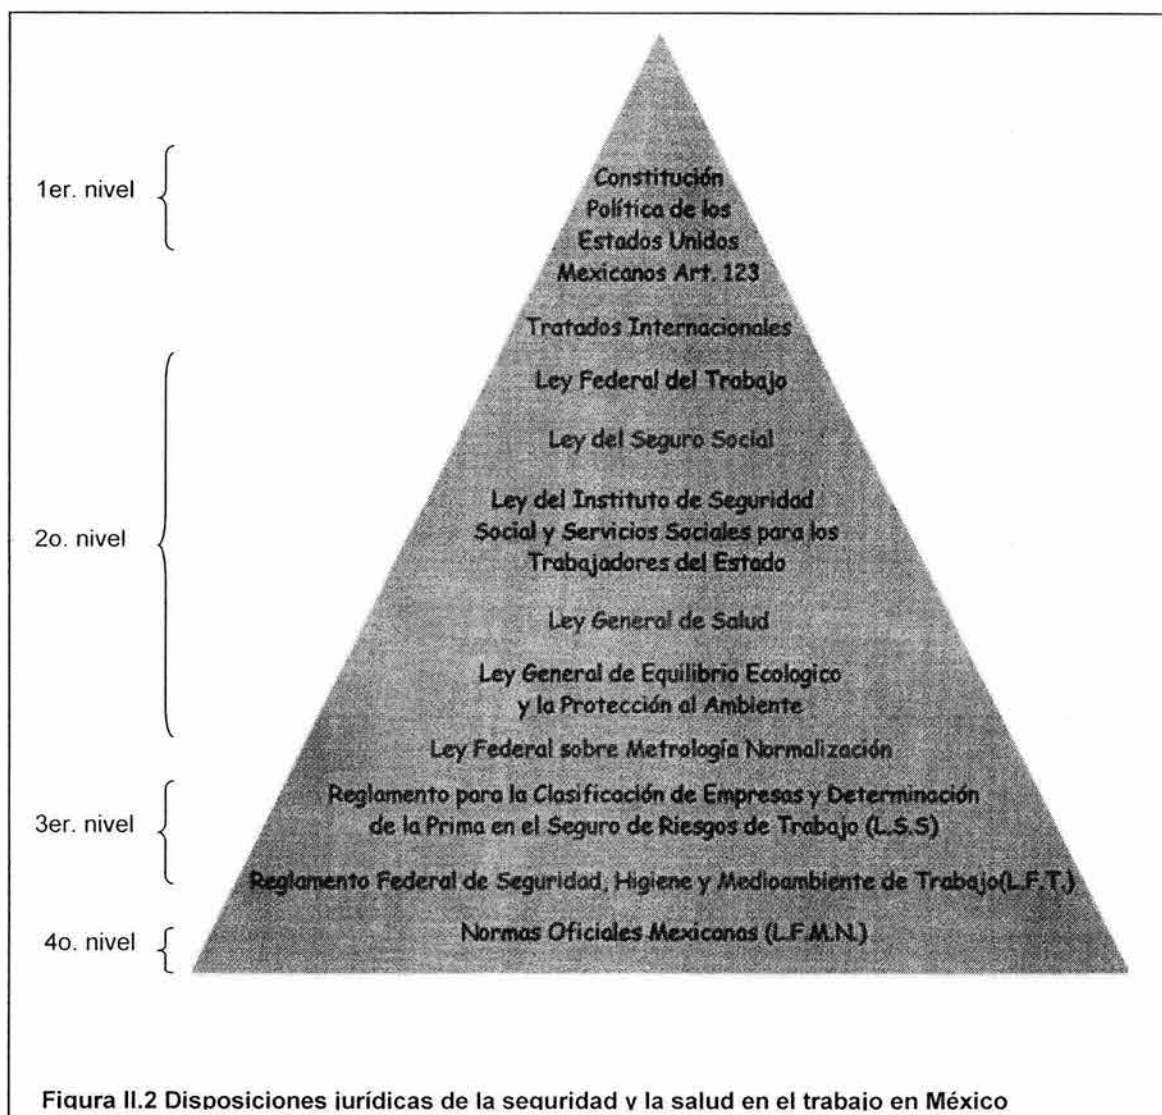 1er. nivel
Constitución
Política de los
Estados Unidos
Mexicanos Art. 123
Tratados Internacionales
2o. nivel
Ley Federal del Trabajo
Ley del Seguro Social
Ley del Instituto de Seguridad
Social y Servicios Sociales para los
Trabajadores del Estado
Ley General de Salud
Ley General de Equilibrio Ecologico
y la Protección al Ambiente
Ley Federal sobre Metrología Normalización
3er. nivel
Reglamento para la Clasificación de Empresas y Determinación
de la Prima en el Seguro de Riesgos de Trabajo (L.S.S)
Reglamento Federal de Seguridad, Higiene y Medioambiente de Trabajo(L.F.T.)
4o. nivel
Normas Oficiales Mexicanas (L.F.M.N.)
Figura II.2 Disposiciones jurídicas de la seguridad y la salud en el trabajo en México